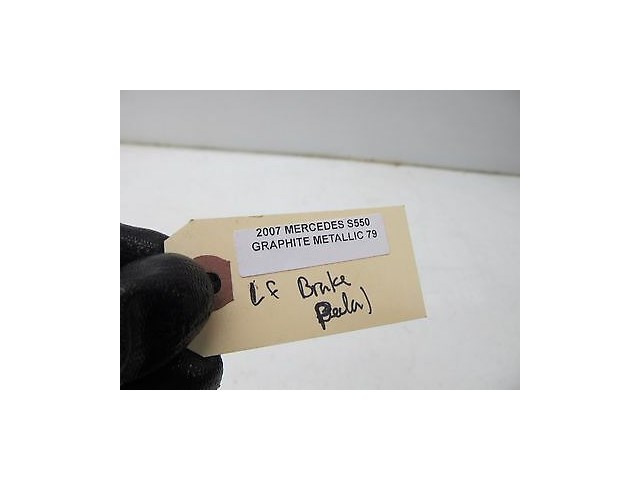 2007 MERCEDES S550
GRAPHITE METALLIC 79
LF Brake
Pedal